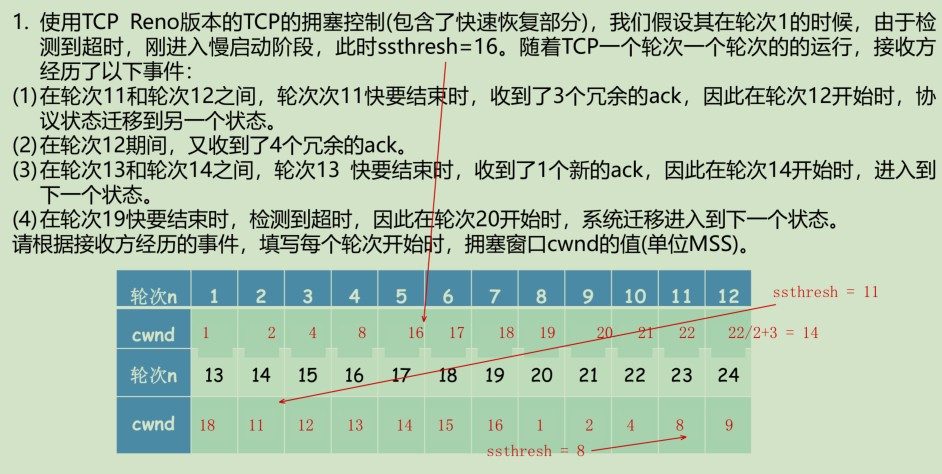 1. 使用TCP Reno版本的TCP的拥塞控制(包含了快速恢复部分)，我们假设其在轮次1的时候，由于检
测到超时，刚进入慢启动阶段，此时ssthresh=16。随着TCP一个轮次一个轮次的的运行，接收方
经历了以下事件：
(1)在轮次11和轮次12之间，轮次次11快要结束时，收到了3个冗余的ack，因此在轮次12开始时，协
议状态迁移到另一个状态。
(2)在轮次12期间，又收到了4个冗余的ack。
(3)在轮次13和轮次14之间，轮次13 快要结束时，收到了1个新的ack，因此在轮次14开始时，进入到
下一个状态。
(4)在轮次19快要结束时，检测到超时，因此在轮次20开始时，系统迁移进入到下一个状态。
请根据接收方经历的事件，填写每个轮次开始时，拥塞窗口cwnd的值(单位MSS)。
轮次n 1 2 3 4 5 6 7 8 9 10 11 12
ssthresh = 11
cwnd 1 2 4 8 16 17 18 19 20 21 22 22/2+3 = 14
轮次n 13 14 15 16 17 18 19 20 21 22 23 24
cwnd 18 11 12 13 14 15 16 1 2 4 8 9
ssthresh = 8